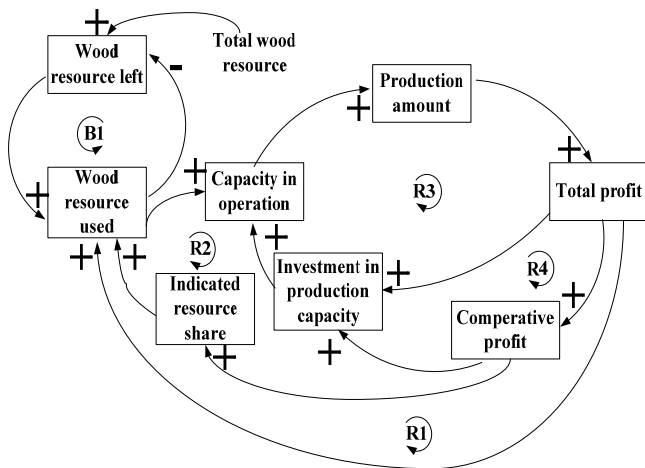 +
Wood
resource left
-
Total wood
resource
B1
+
Wood
resource
used
+
+
+
Capacity in
operation
+
+
Production
amount
R3
+
Total profit
R2
Indicated
resource
share
+
Investment in
production
capacity
+
+
R4
+
Comperative
profit
R1